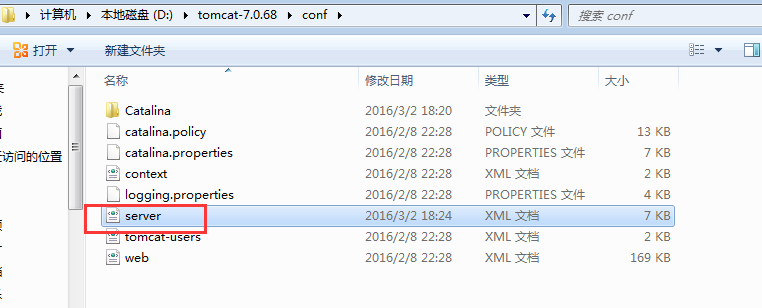 计算机 本地磁盘 (D:) tomcat-7.0.68 conf 搜索 conf
打开 新建文件夹
名称 修改日期 类型 大小
Catalina 2016/3/2 18:20 文件夹
catalina.policy 2016/2/8 22:28 POLICY 文件 13 KB
catalina.properties 2016/2/8 22:28 PROPERTIES 文件 7 KB
context 2016/2/8 22:28 XML 文档 2 KB
logging.properties 2016/2/8 22:28 PROPERTIES 文件 4 KB
server 2016/3/2 18:24 XML 文档 7 KB
tomcat-users 2016/2/8 22:28 XML 文档 2 KB
web 2016/2/8 22:28 XML 文档 169 KB
访问的位置